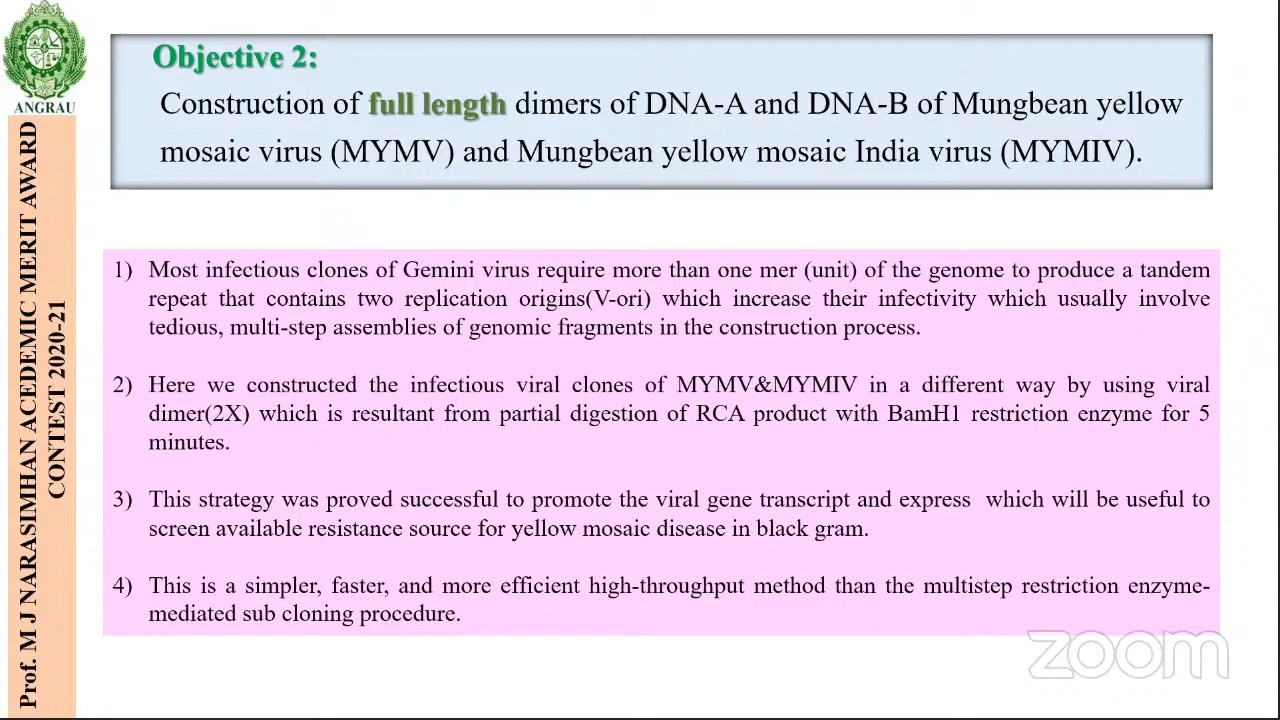 ANGRAU
Prof. M J NARASIMHAN ACEDEMIC MERIT AWARD
CONTEST 2020-21
Objective 2:
Construction of full length dimers of DNA-A and DNA-B of Mungbean yellow
mosaic virus (MYMV) and Mungbean yellow mosaic India virus (MYMIV).
1) Most infectious clones of Gemini virus require more than one mer (unit) of the genome to produce a tandem
repeat that contains two replication origins(V-ori) which increase their infectivity which usually involve
tedious, multi-step assemblies of genomic fragments in the construction process.
2) Here we constructed the infectious viral clones of MYMV&MYMIV in a different way by using viral
dimer(2X) which is resultant from partial digestion of RCA product with BamH1 restriction enzyme for 5
minutes.
3) This strategy was proved successful to promote the viral gene transcript and express which will be useful to
screen available resistance source for yellow mosaic disease in black gram.
4) This is a simpler, faster, and more efficient high-throughput method than the multistep restriction enzyme-
mediated sub cloning procedure.
zoom